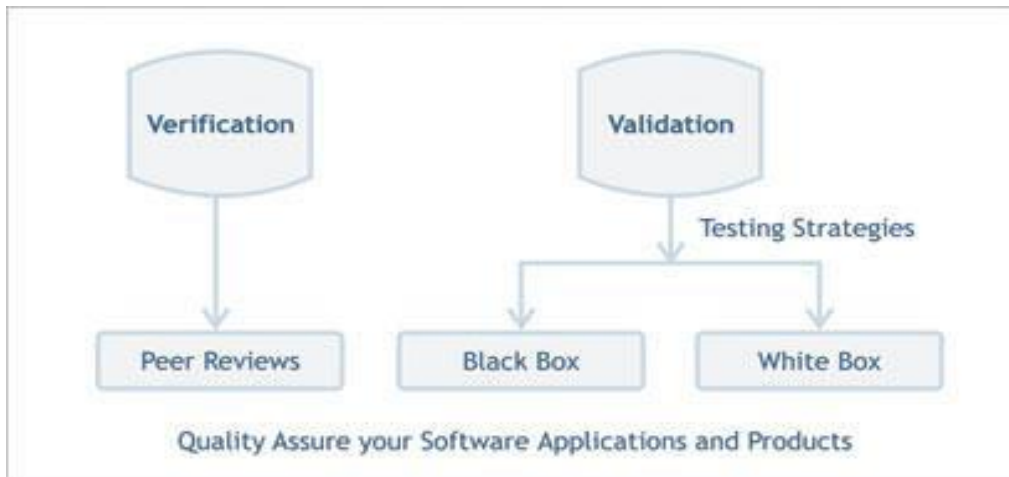 Verification
Validation
Testing Strategies
Peer Reviews
Black Box
White Box
Quality Assure your Software Applications and Products